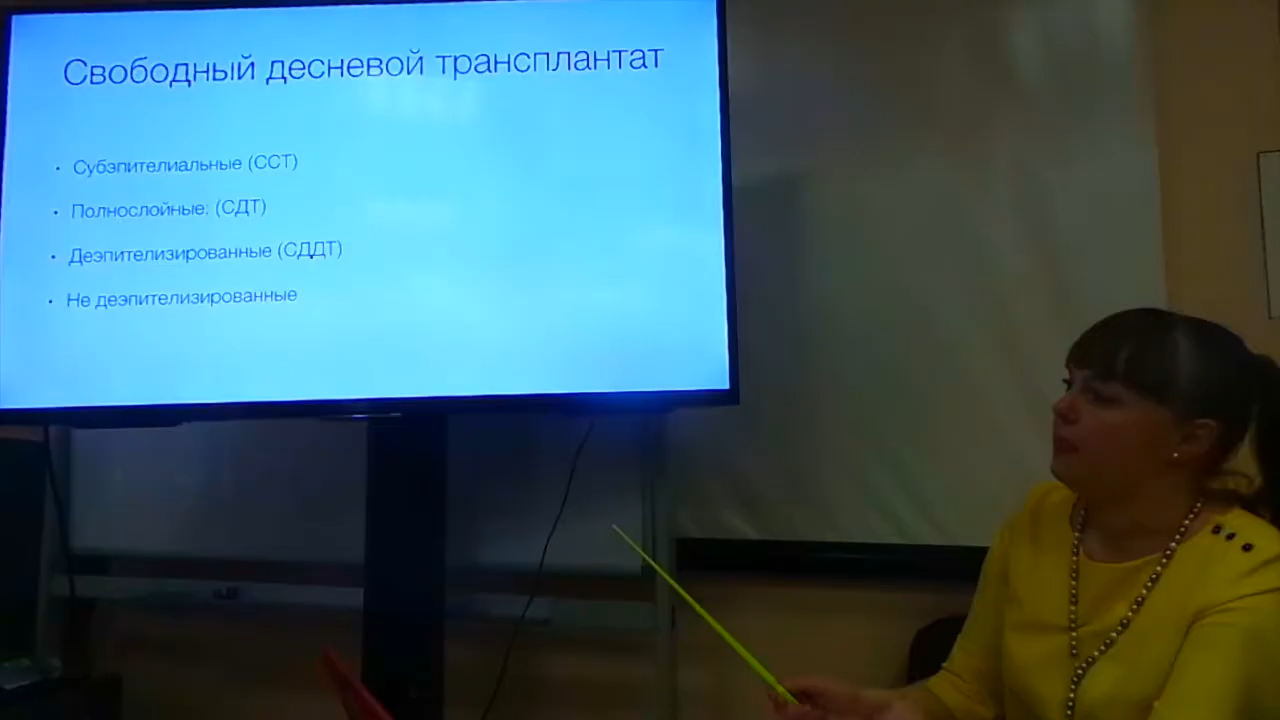 Свободный десневой трансплантат
• Субэпителиальные (ССТ)
• Полнослойные: (СДТ)
• Деэпителизированные (СДДТ)
• Не деэпителизированные